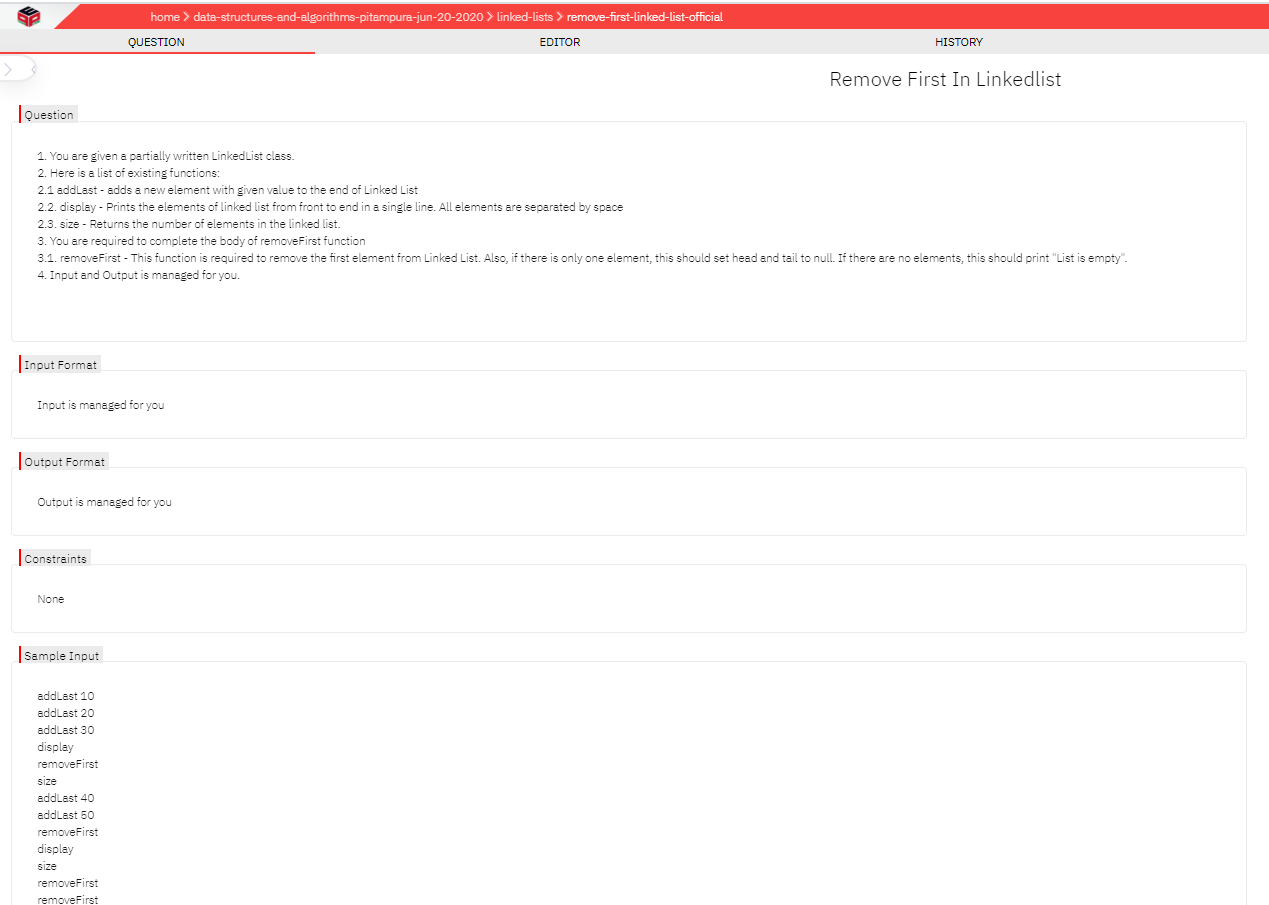 home > data-structures-and-algorithms-pitampura-jun-20-2020 > linked-lists > remove-first-linked-list-official
QUESTION EDITOR HISTORY
Remove First In Linkedlist
Question
1. You are given a partially written LinkedList class.
2. Here is a list of existing functions:
2.1 addLast - adds a new element with given value to the end of Linked List
2.2. display - Prints the elements of linked list from front to end in a single line. All elements are separated by space
2.3. size - Returns the number of elements in the linked list.
3. You are required to complete the body of removeFirst function
3.1. removeFirst - This function is required to remove the first element from Linked List. Also, if there is only one element, this should set head and tail to null. If there are no elements, this should print "List is empty".
4. Input and Output is managed for you.
Input Format
Input is managed for you
Output Format
Output is managed for you
Constraints
None
Sample Input
addLast 10
addLast 20
addLast 30
display
removeFirst
size
addLast 40
addLast 50
removeFirst
display
size
removeFirst
removeFirst